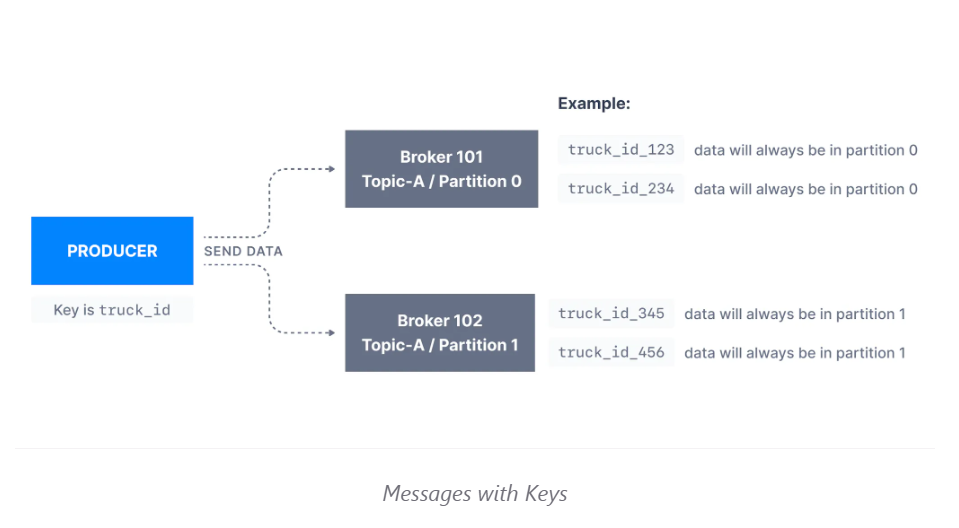 Example:
Broker 101
Topic-A / Partition 0
truck_id_123 data will always be in partition 0
truck_id_234 data will always be in partition 0
PRODUCER
SEND DATA
Key is truck_id
Broker 102
Topic-A / Partition 1
truck_id_345 data will always be in partition 1
truck_id_456 data will always be in partition 1
Messages with Keys